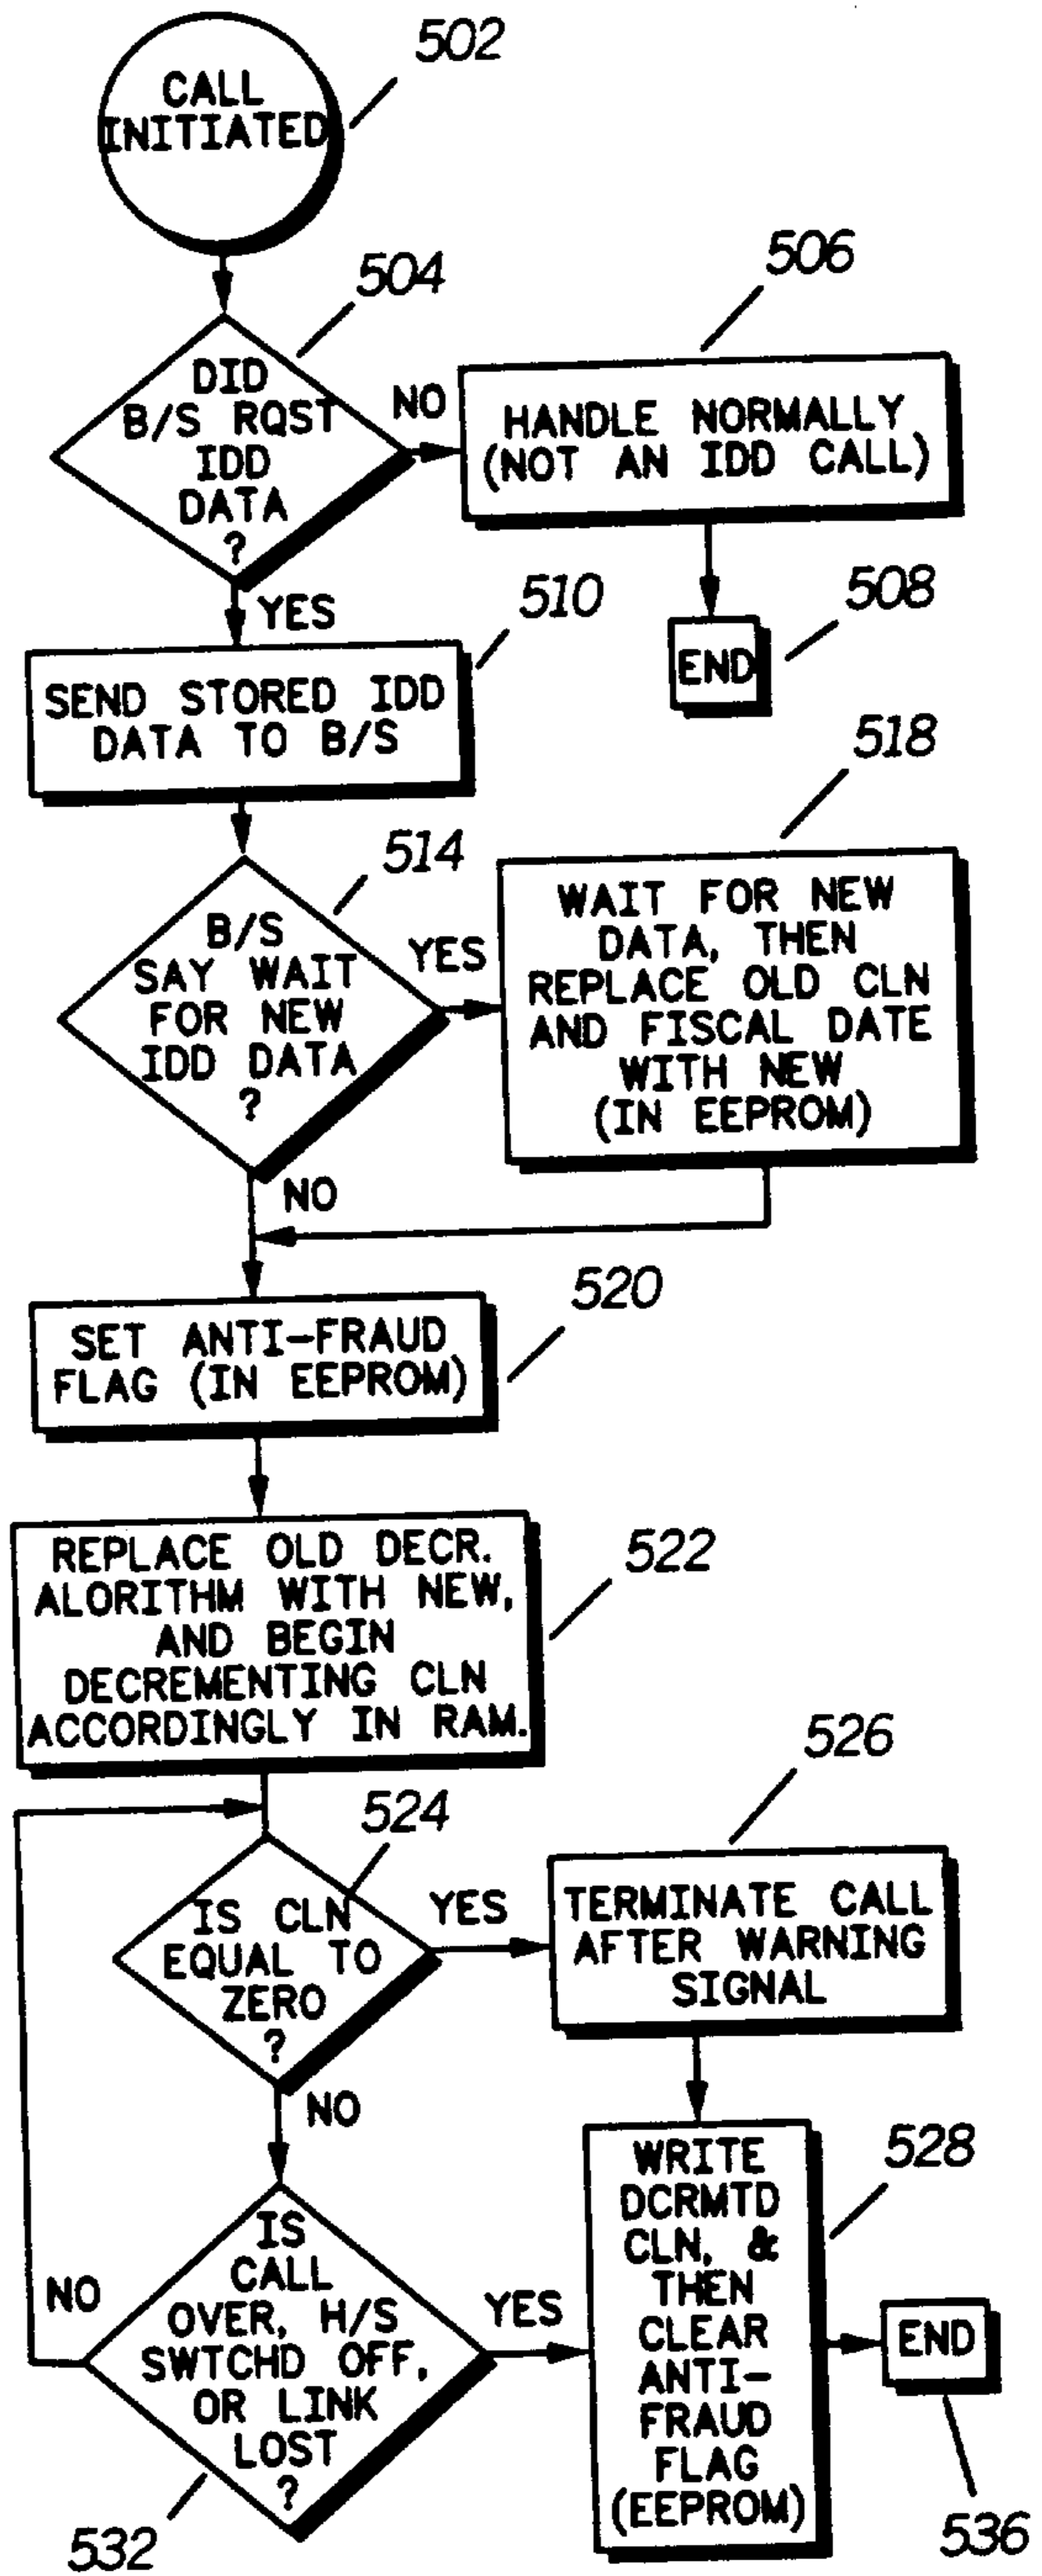 CALL
INITIATED
502
504
DID
B/S RQST
IDD
DATA
?
NO
506
HANDLE NORMALLY
(NOT AN IDD CALL)
508
END
YES
510
SEND STORED IDD
DATA TO B/S
514
B/S
SAY WAIT
FOR NEW
IDD DATA
?
YES
518
WAIT FOR NEW
DATA, THEN
REPLACE OLD CLN
AND FISCAL DATE
WITH NEW
(IN EEPROM)
NO
520
SET ANTI-FRAUD
FLAG (IN EEPROM)
522
REPLACE OLD DECR.
ALORITHM WITH NEW,
AND BEGIN
DECREMENTING CLN
ACCORDINGLY IN RAM.
524
IS CLN
EQUAL TO
ZERO
?
YES
526
TERMINATE CALL
AFTER WARNING
SIGNAL
NO
IS
CALL
OVER, H/S
SWTCHD OFF,
OR LINK
LOST
?
NO
532
YES
528
WRITE
DCRMTD
CLN, &
THEN
CLEAR
ANTI-
FRAUD
FLAG
(EEPROM)
END
536